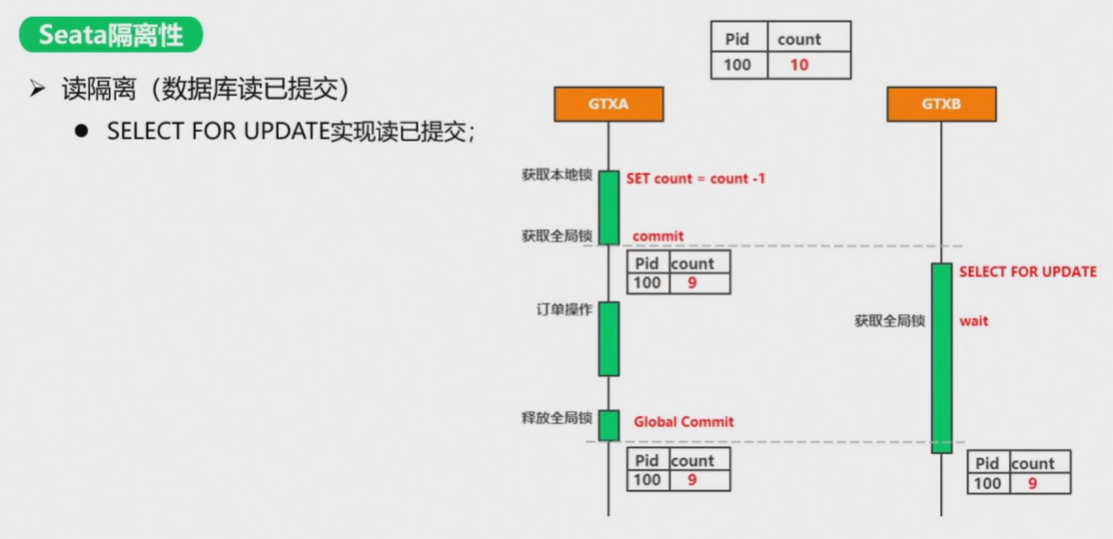 Seata隔离性
➢ 读隔离（数据库读已提交）
● SELECT FOR UPDATE实现读已提交；
Pid count
100 10
GTXA
GTXB
获取本地锁 SET count = count -1
获取全局锁 commit
Pid count
100 9
SELECT FOR UPDATE
订单操作
获取全局锁 wait
释放全局锁 Global Commit
Pid count
100 9
Pid count
100 9